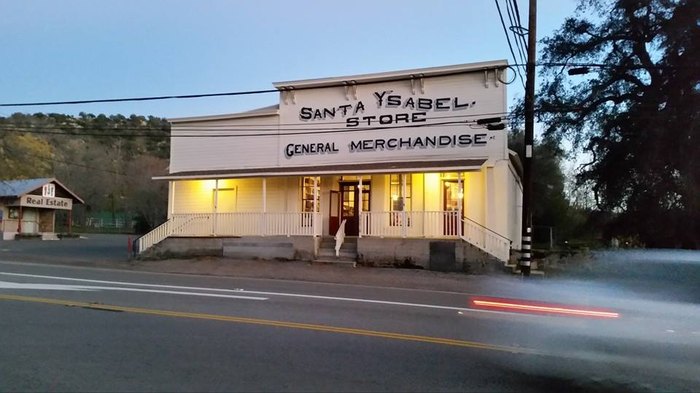 Santa Ysabel
Store
General Merchandise
Real Estate